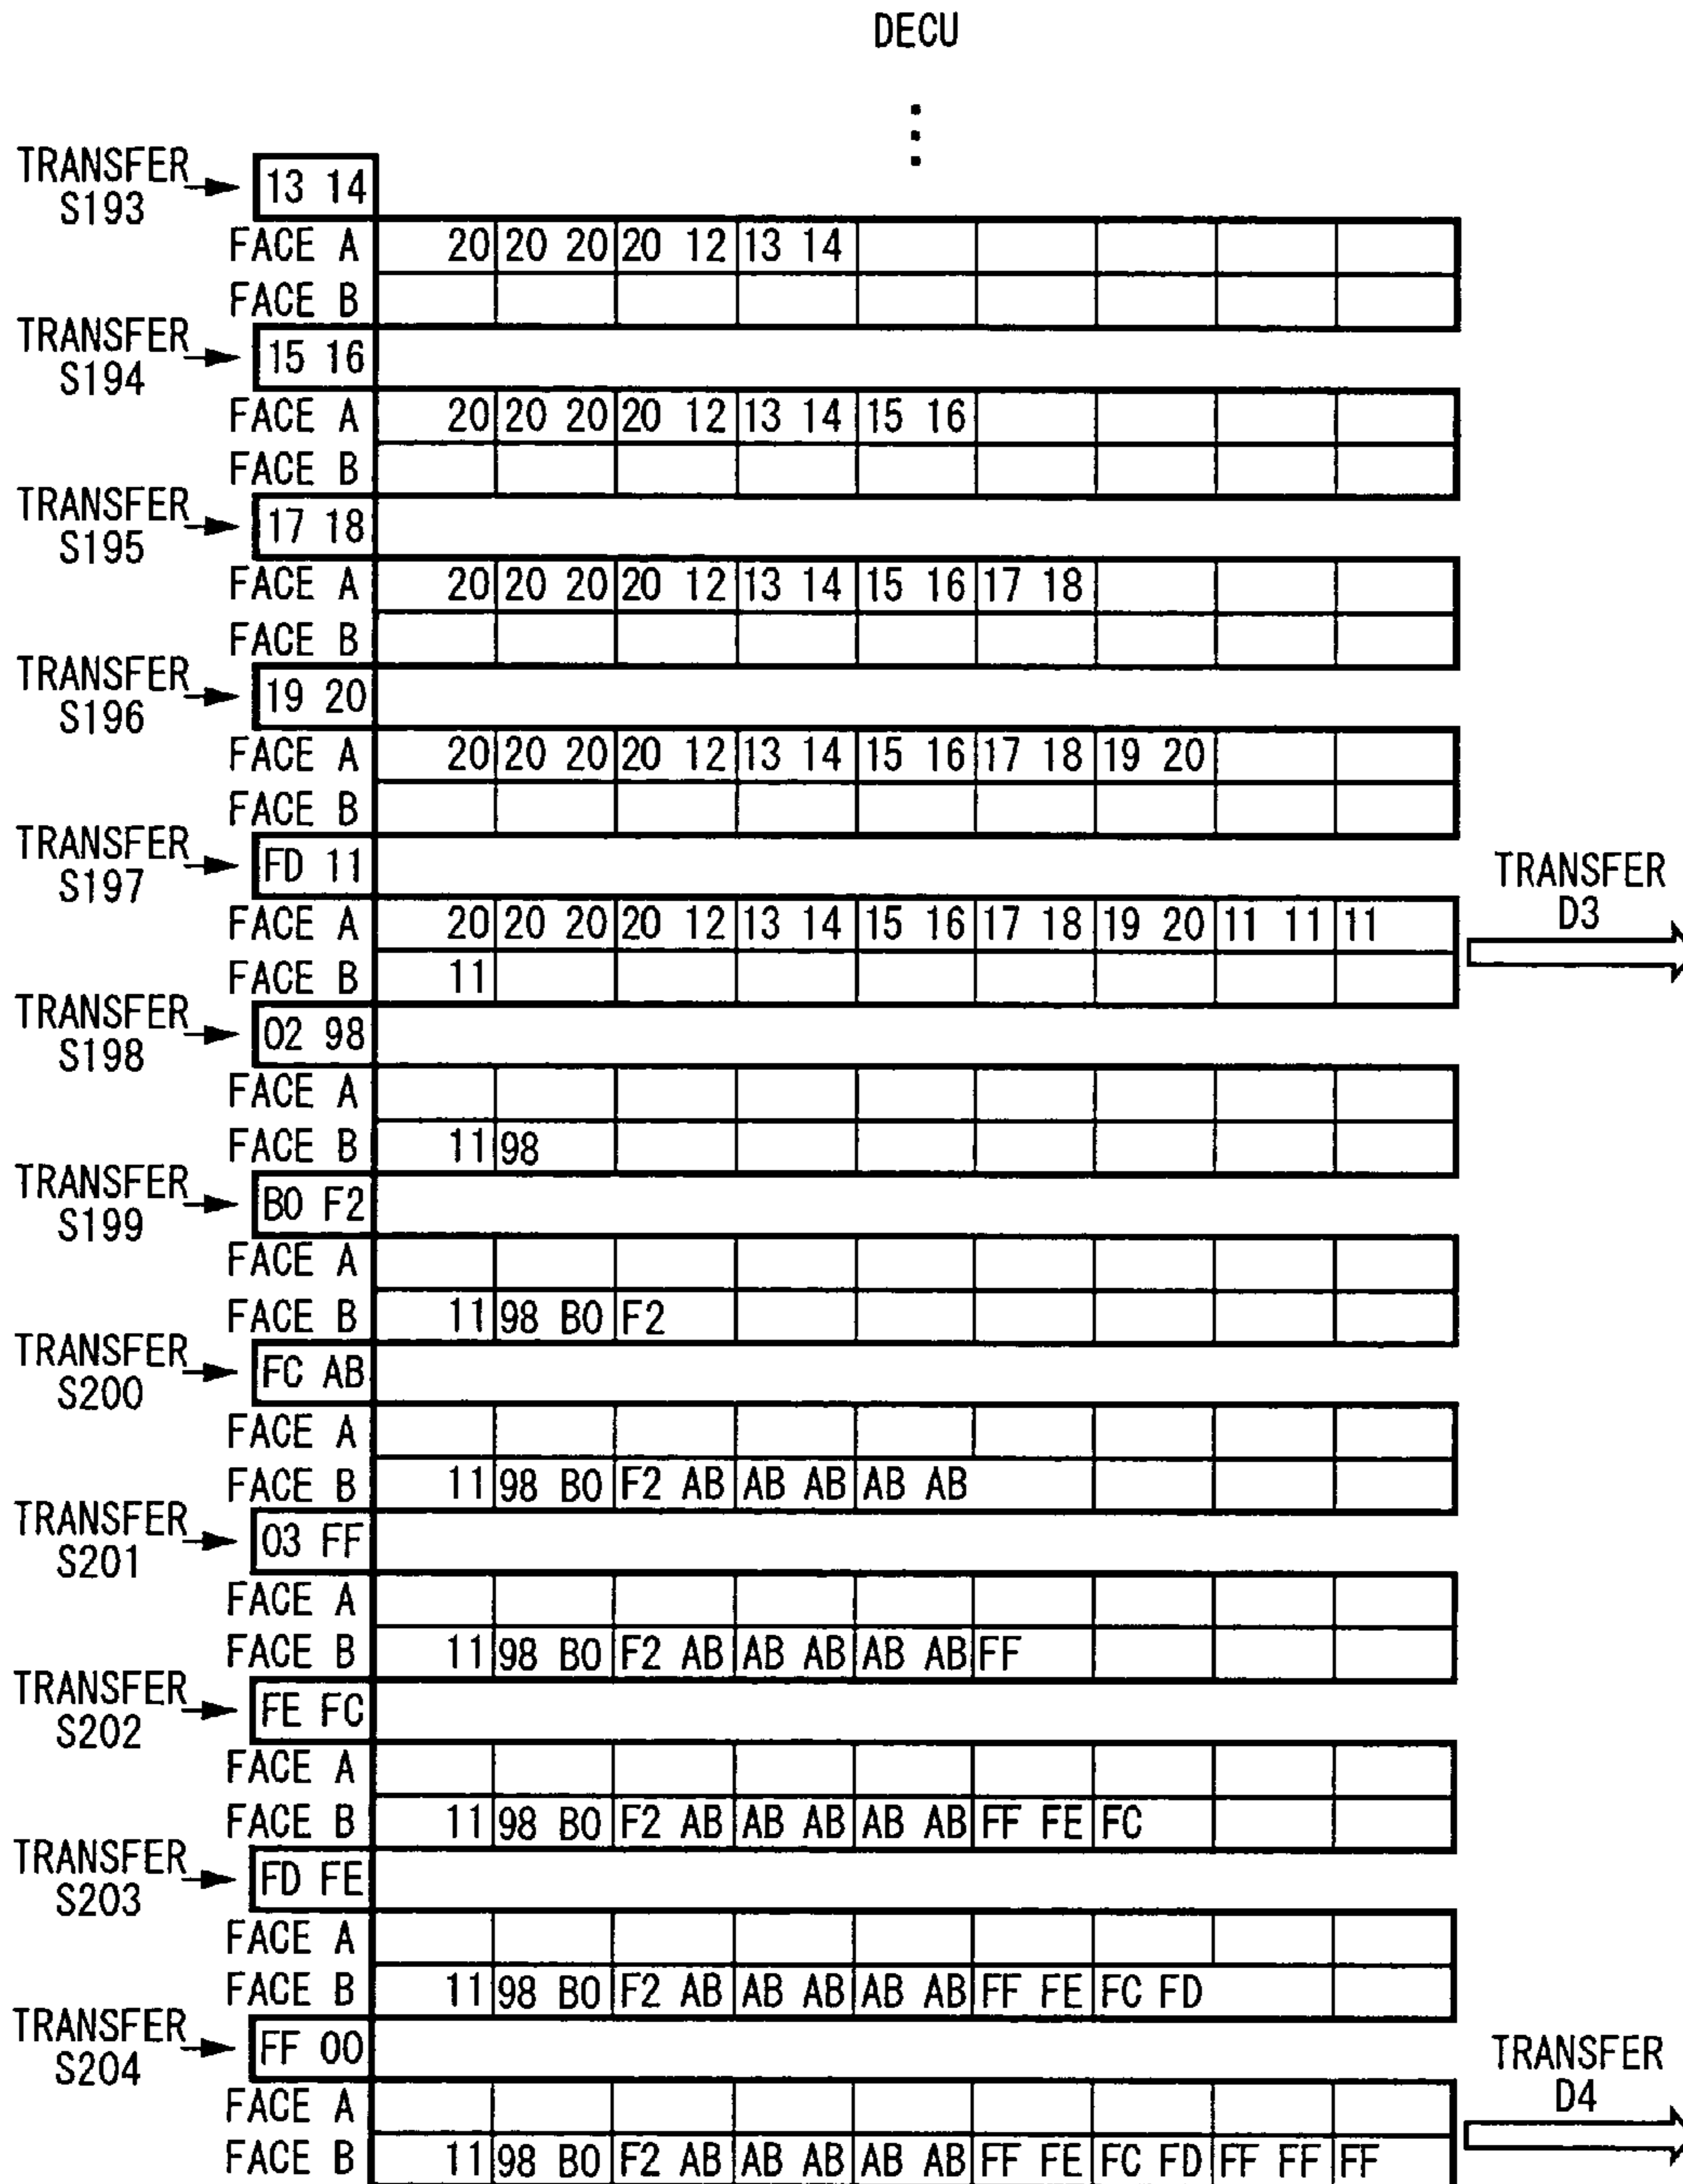 DECU
TRANSFER S193 → 13 14
FACE A 20 20 20 20 12 13 14
FACE B
TRANSFER S194 → 15 16
FACE A 20 20 20 20 12 13 14 15 16
FACE B
TRANSFER S195 → 17 18
FACE A 20 20 20 20 12 13 14 15 16 17 18
FACE B
TRANSFER S196 → 19 20
FACE A 20 20 20 20 12 13 14 15 16 17 18 19 20
FACE B
TRANSFER S197 → FD 11
FACE A 20 20 20 20 12 13 14 15 16 17 18 19 20 11 11 11 TRANSFER D3
FACE B 11
TRANSFER S198 → 02 98
FACE A
FACE B 11 98
TRANSFER S199 → B0 F2
FACE A
FACE B 11 98 B0 F2
TRANSFER S200 → FC AB
FACE A
FACE B 11 98 B0 F2 AB AB AB AB AB
TRANSFER S201 → 03 FF
FACE A
FACE B 11 98 B0 F2 AB AB AB AB AB FF
TRANSFER S202 → FE FC
FACE A
FACE B 11 98 B0 F2 AB AB AB AB AB FF FE FC
TRANSFER S203 → FD FE
FACE A
FACE B 11 98 B0 F2 AB AB AB AB AB FF FE FC FD
TRANSFER S204 → FF 00
FACE A TRANSFER D4
FACE B 11 98 B0 F2 AB AB AB AB AB FF FE FC FD FF FF FF